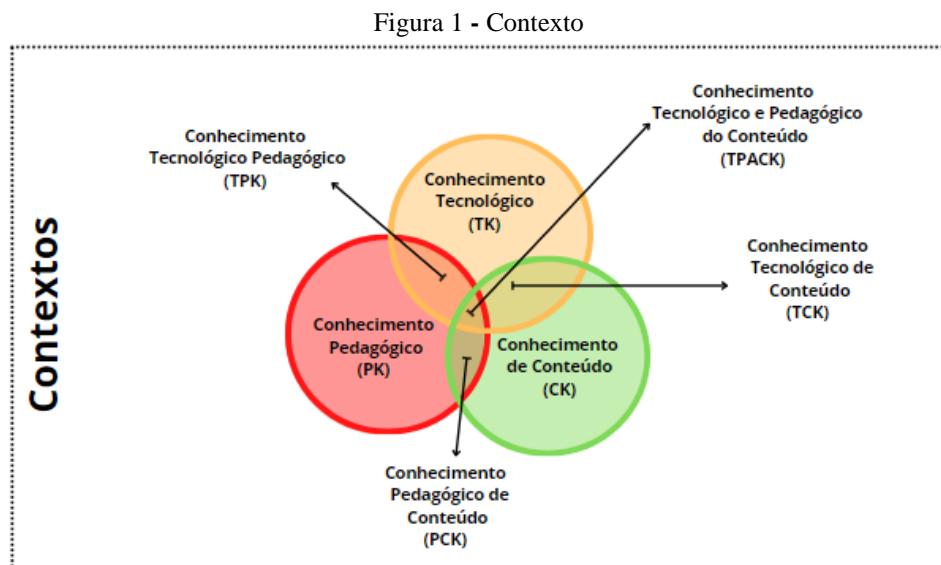 Figura 1 - Contexto
Conhecimento
Tecnológico e Pedagógico
do Conteúdo
(TPACK)
Conhecimento
Tecnológico Pedagógico
(TPK)
Conhecimento
Tecnológico
(TK)
Contextos
Conhecimento
Tecnológico de
Conteúdo
(TCK)
Conhecimento
Pedagógico
(PK)
Conhecimento
de Conteúdo
(CK)
Conhecimento
Pedagógico de
Conteúdo
(PCK)